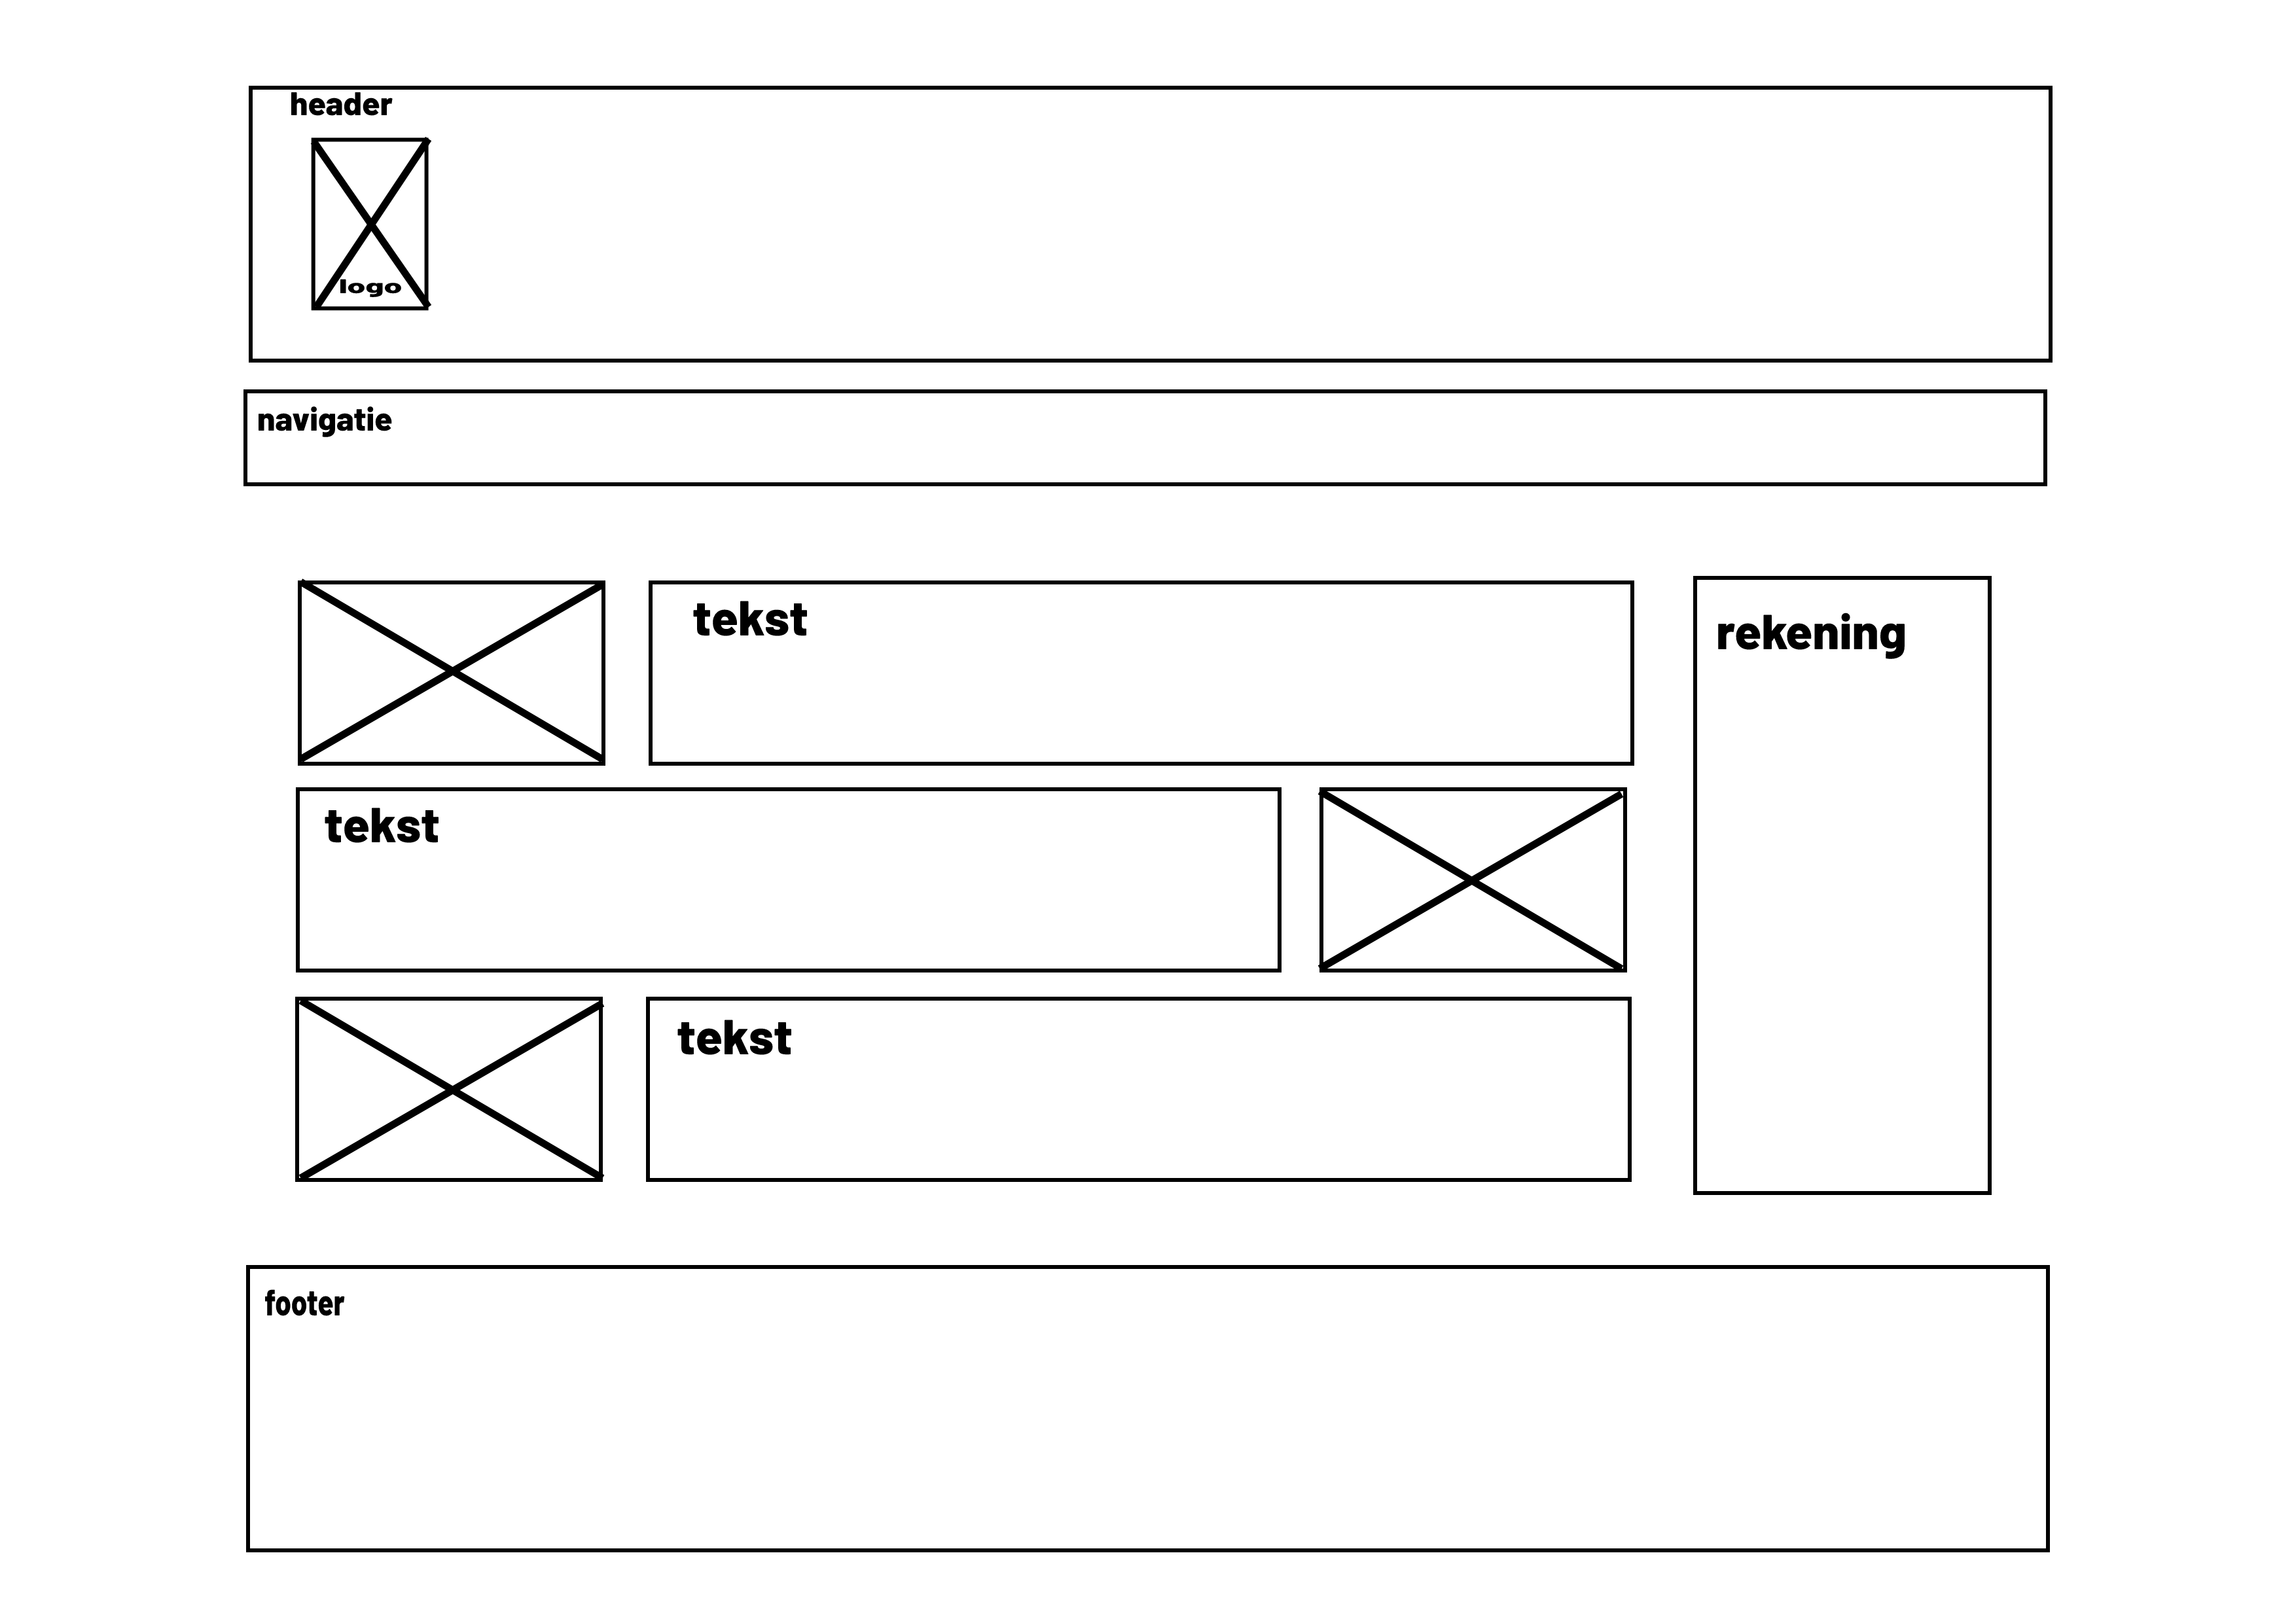 header
logo
navigatie
tekst
rekening
tekst
tekst
footer